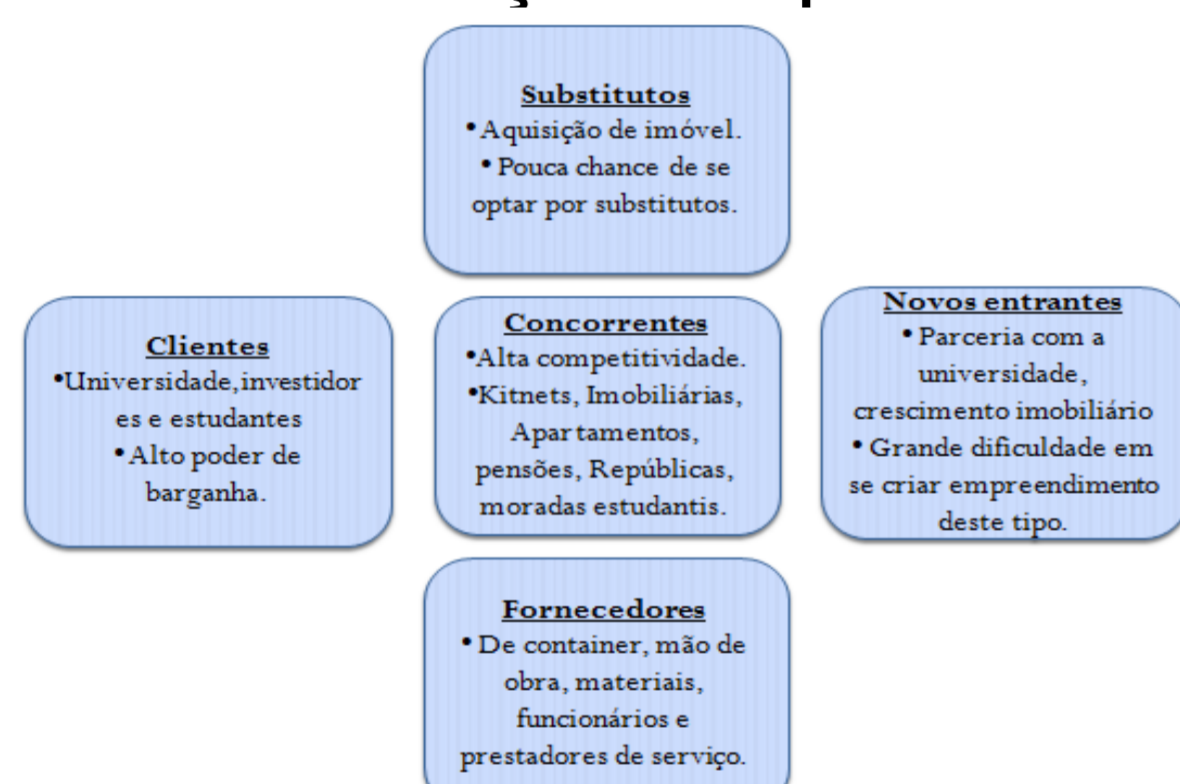 Substitutos
•Aquisição de imóvel.
• Pouca chance de se
optar por substitutos.
Clientes
•Universidade,investidor
es e estudantes
•Alto poder de
barganha.
Concorrentes
•Alta competitividade.
•Kitnets, Imobiliárias,
Apartamentos,
pensões, Repúblicas,
moradas estudantis.
Novos entrantes
• Parceria com a
universidade,
crescimento imobiliário
• Grande dificuldade em
se criar empreendimento
deste tipo.
Fornecedores
• De container, mão de
obra, materiais,
funcionários e
prestadores de serviço.